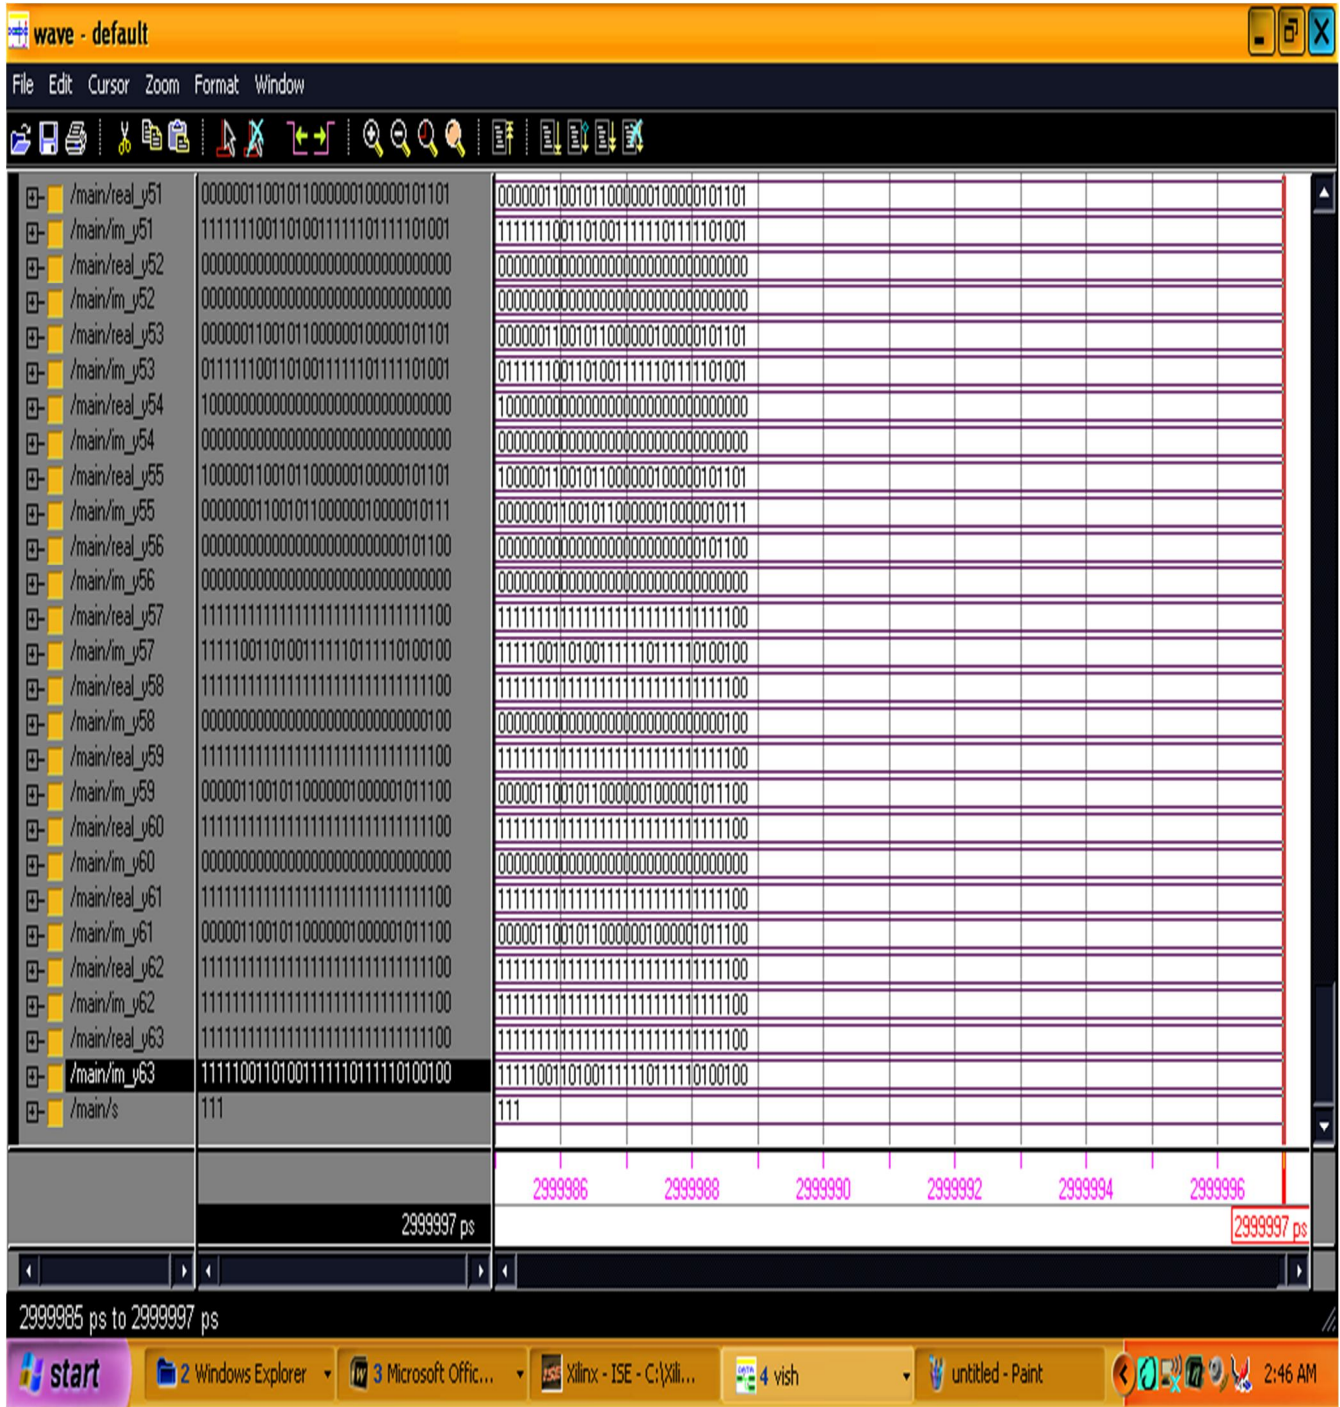 wave - default
File Edit Cursor Zoom Format Window
/main/real_y51 00000011001011000000100000101101 00000011001011000000100000101101
/main/im_y51 11111110011010011111101111101001 11111110011010011111101111101001
/main/real_y52 00000000000000000000000000000000 00000000000000000000000000000000
/main/im_y52 00000000000000000000000000000000 00000000000000000000000000000000
/main/real_y53 00000011001011000000100000101101 00000011001011000000100000101101
/main/im_y53 01111110011010011111101111101001 01111110011010011111101111101001
/main/real_y54 10000000000000000000000000000000 10000000000000000000000000000000
/main/im_y54 00000000000000000000000000000000 00000000000000000000000000000000
/main/real_y55 10000011001011000000100000101101 10000011001011000000100000101101
/main/im_y55 00000001100101100000010000010111 00000001100101100000010000010111
/main/real_y56 00000000000000000000000000101100 00000000000000000000000000101100
/main/im_y56 00000000000000000000000000000000 00000000000000000000000000000000
/main/real_y57 11111111111111111111111111111100 11111111111111111111111111111100
/main/im_y57 11111001101001111110111110100100 11111001101001111110111110100100
/main/real_y58 11111111111111111111111111111100 11111111111111111111111111111100
/main/im_y58 00000000000000000000000000000100 00000000000000000000000000000100
/main/real_y59 11111111111111111111111111111100 11111111111111111111111111111100
/main/im_y59 00000110010110000001000001011100 00000110010110000001000001011100
/main/real_y60 11111111111111111111111111111100 11111111111111111111111111111100
/main/im_y60 00000000000000000000000000000000 00000000000000000000000000000000
/main/real_y61 11111111111111111111111111111100 11111111111111111111111111111100
/main/im_y61 00000110010110000001000001011100 00000110010110000001000001011100
/main/real_y62 11111111111111111111111111111100 11111111111111111111111111111100
/main/im_y62 11111111111111111111111111111100 11111111111111111111111111111100
/main/real_y63 11111111111111111111111111111100 11111111111111111111111111111100
/main/im_y63 11111001101001111110111110100100 11111001101001111110111110100100
/main/s 111 111
2999986 2999988 2999990 2999992 2999994 2999996
2999997 ps 2999997 ps
2999985 ps to 2999997 ps
start 2 Windows Explorer 3 Microsoft Offic... Xilinx - ISE - C:\Xili... 4 vish untitled - Paint 2:46 AM